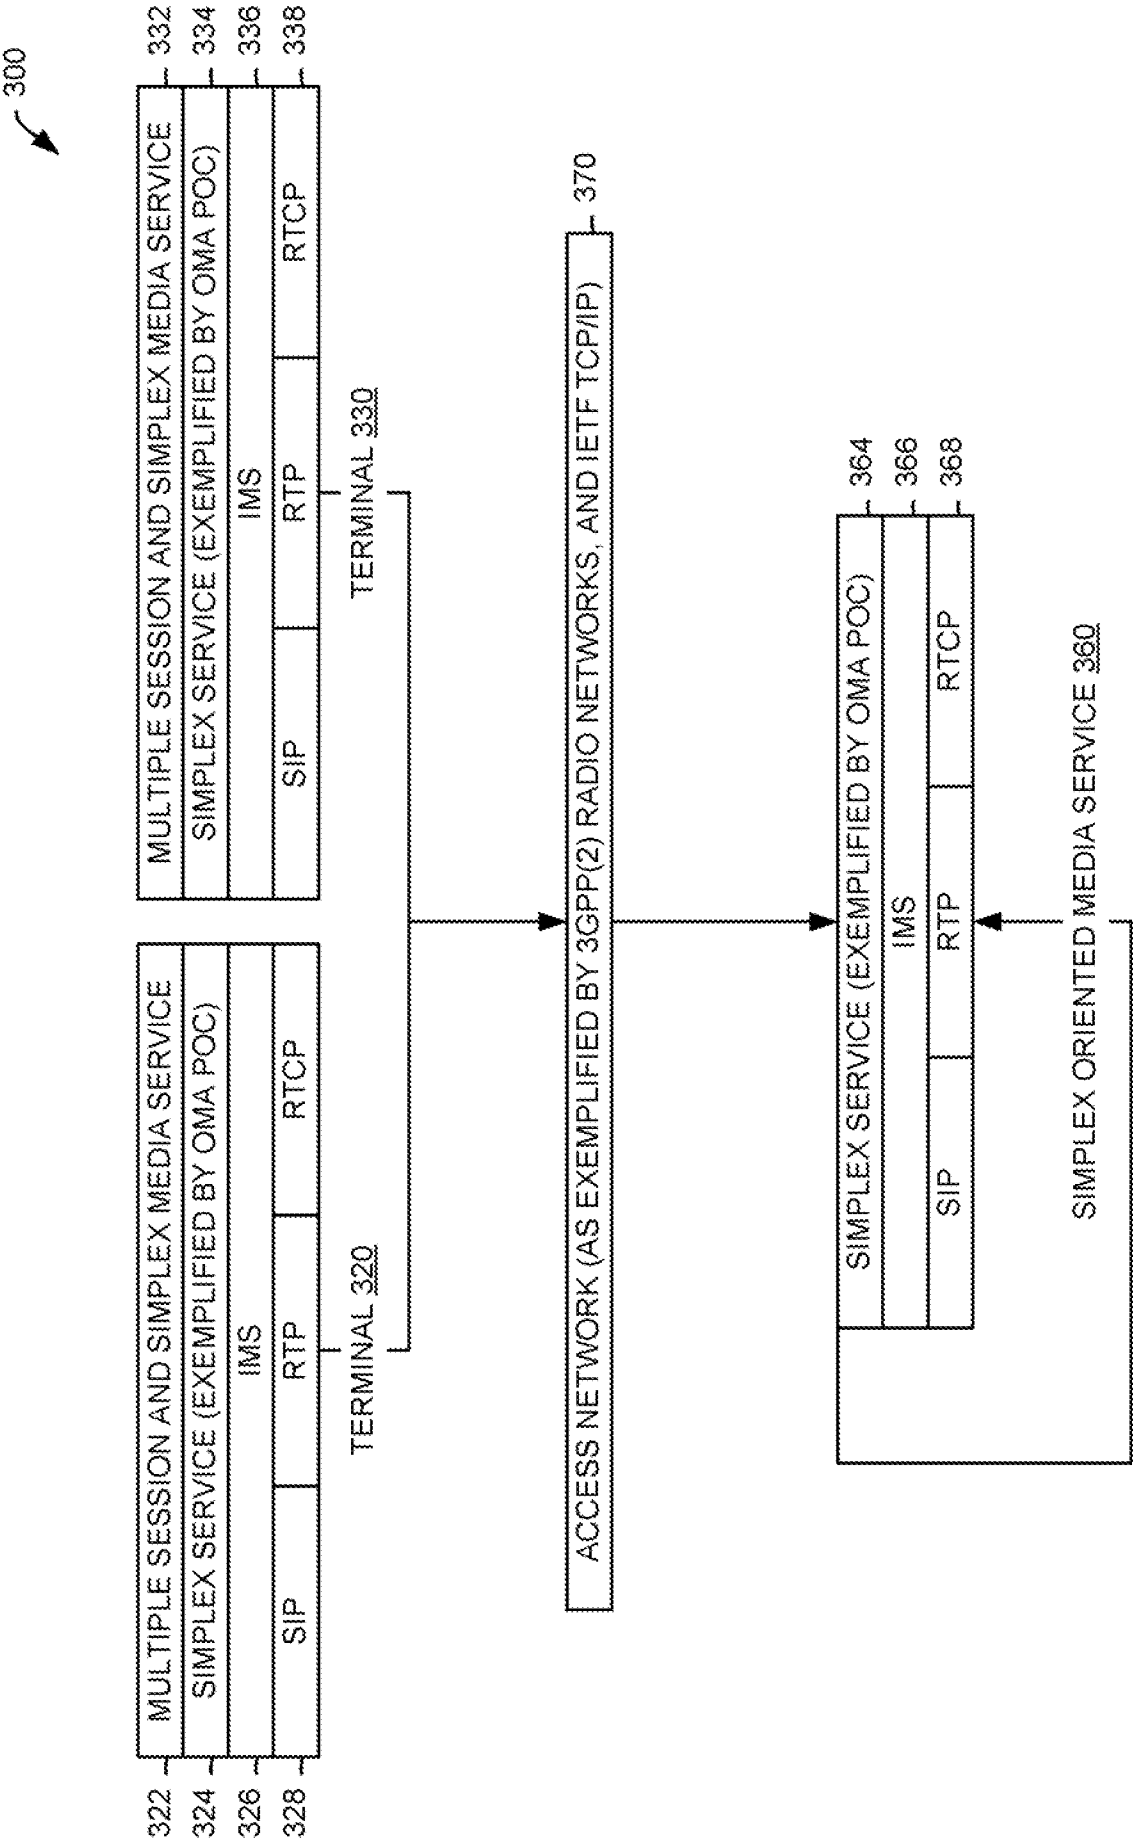 300
322 MULTIPLE SESSION AND SIMPLEX MEDIA SERVICE
324 SIMPLEX SERVICE (EXEMPLIFIED BY OMA POC)
326 IMS
328 SIP RTP RTCP
TERMINAL 320
MULTIPLE SESSION AND SIMPLEX MEDIA SERVICE 332
SIMPLEX SERVICE (EXEMPLIFIED BY OMA POC) 334
IMS 336
SIP RTP RTCP 338
TERMINAL 330
ACCESS NETWORK (AS EXEMPLIFIED BY 3GPP(2) RADIO NETWORKS, AND IETF TCP/IP) 370
SIMPLEX SERVICE (EXEMPLIFIED BY OMA POC) 364
IMS 366
SIP RTP RTCP 368
SIMPLEX ORIENTED MEDIA SERVICE 360